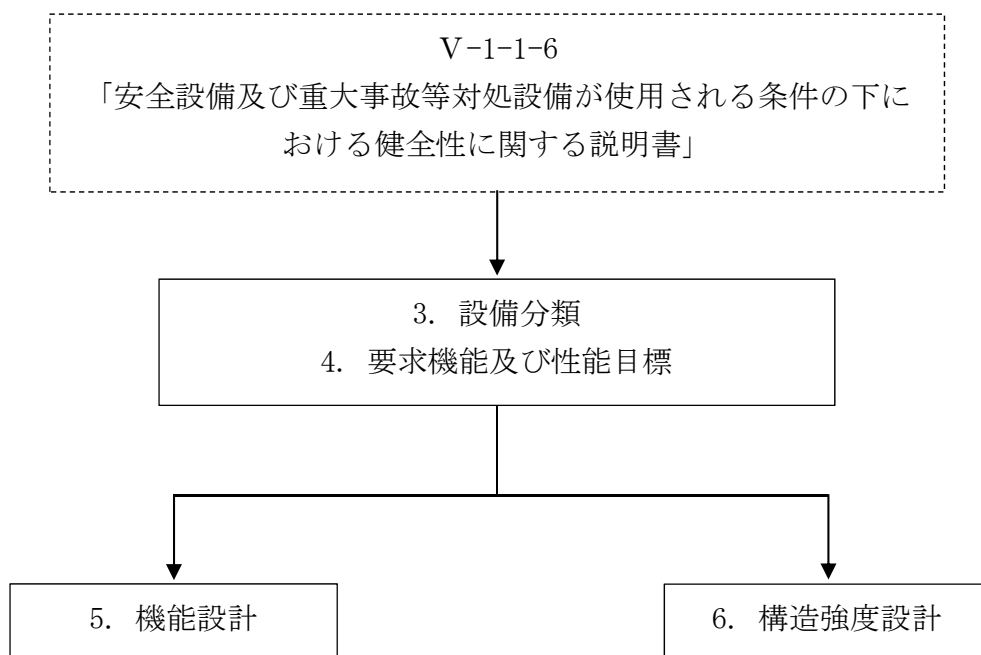 Ⅴ-1-1-6
「安全設備及び重大事故等対処設備が使用される条件の下に
おける健全性に関する説明書」
3. 設備分類
4. 要求機能及び性能目標
5. 機能設計
6. 構造強度設計